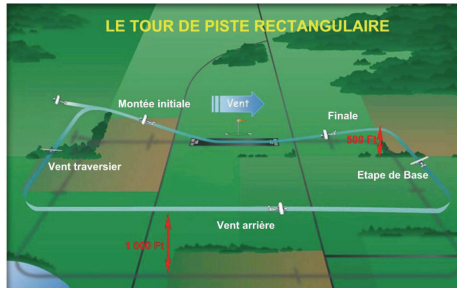 LE TOUR DE PISTE RECTANGULAIRE
Montée initiale
Vent
Finale
500 Ft
Vent traversier
Etape de Base
Vent arrière
1 000 Ft